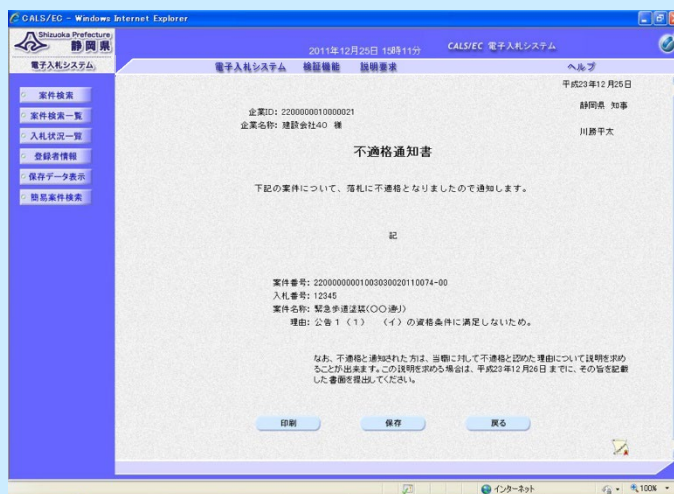 CALS/EC - Windows Internet Explorer
Shizuoka Prefecture
静岡県
電子入札システム
2011年12月25日 15時11分
CALS/EC 電子入札システム
電子入札システム 検証機能 説明要求 ヘルプ
案件検索
案件検索一覧
入札状況一覧
登録者情報
保存データ表示
簡易案件検索
平成23年12月25日
静岡県 知事
川勝平太
企業ID: 2200000010000021
企業名称: 建設会社40 様
不適格通知書
下記の案件について、落札に不適格となりましたので通知します。
記
案件番号: 22000000001003030020110074-00
入札番号: 12345
案件名称: 緊急歩道塗装(〇〇通り)
理由: 公告1(1) (イ)の資格条件に満足しないため。
なお、不適格と通知された方は、当職に対して不適格と認めた理由について説明を求め
ることが出来ます。この説明を求める場合は、平成23年12月26日 までに、その旨を記載
した書面を提出してください。
印刷 保存 戻る
インターネット 100%